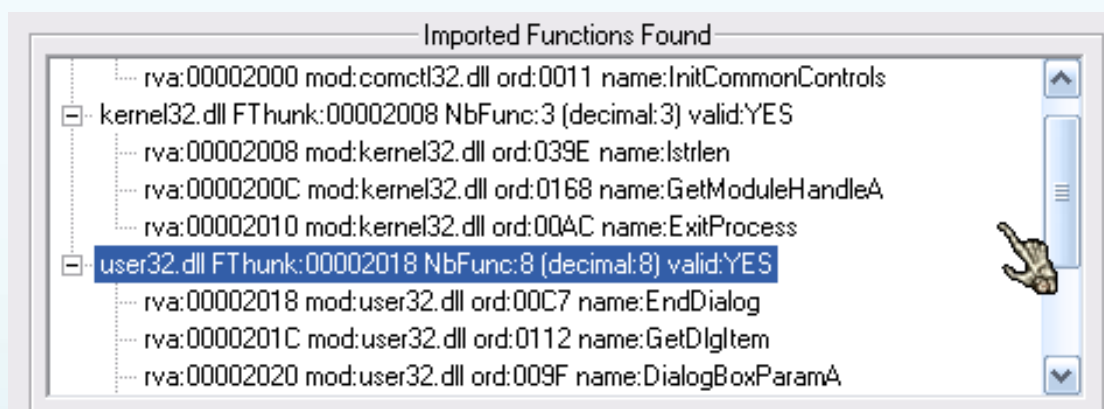 Imported Functions Found
rva:00002000 mod:comctl32.dll ord:0011 name:InitCommonControls
kernel32.dll FThunk:00002008 NbFunc:3 (decimal:3) valid:YES
rva:00002008 mod:kernel32.dll ord:039E name:lstrlen
rva:0000200C mod:kernel32.dll ord:0168 name:GetModuleHandleA
rva:00002010 mod:kernel32.dll ord:00AC name:ExitProcess
user32.dll FThunk:00002018 NbFunc:8 (decimal:8) valid:YES
rva:00002018 mod:user32.dll ord:00C7 name:EndDialog
rva:0000201C mod:user32.dll ord:0112 name:GetDlgItem
rva:00002020 mod:user32.dll ord:009F name:DialogBoxParamA